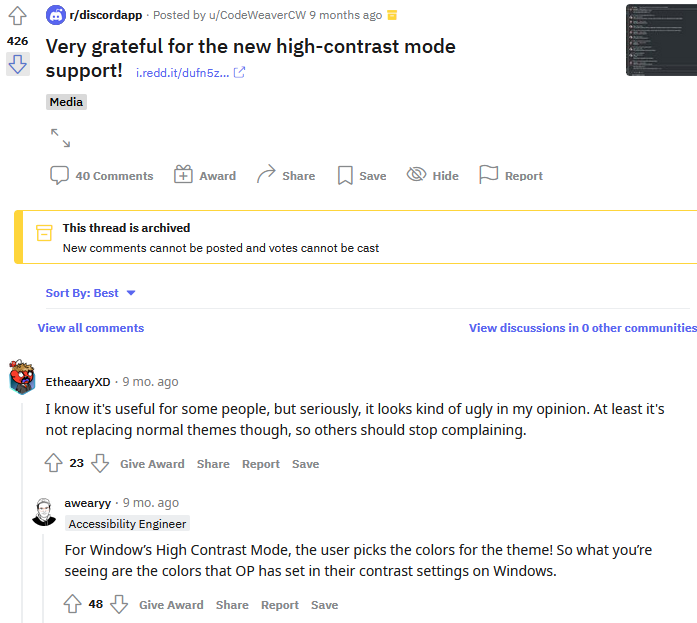 r/discordapp · Posted by u/CodeWeaverCW 9 months ago
426
Very grateful for the new high-contrast mode
support! i.redd.it/dufn5z...
Media
40 Comments Award Share Save Hide Report
This thread is archived
New comments cannot be posted and votes cannot be cast
Sort By: Best
View all comments View discussions in 0 other communities
EtheaaryXD · 9 mo. ago
I know it's useful for some people, but seriously, it looks kind of ugly in my opinion. At least it's
not replacing normal themes though, so others should stop complaining.
23 Give Award Share Report Save
awearyy · 9 mo. ago
Accessibility Engineer
For Window’s High Contrast Mode, the user picks the colors for the theme! So what you’re
seeing are the colors that OP has set in their contrast settings on Windows.
48 Give Award Share Report Save